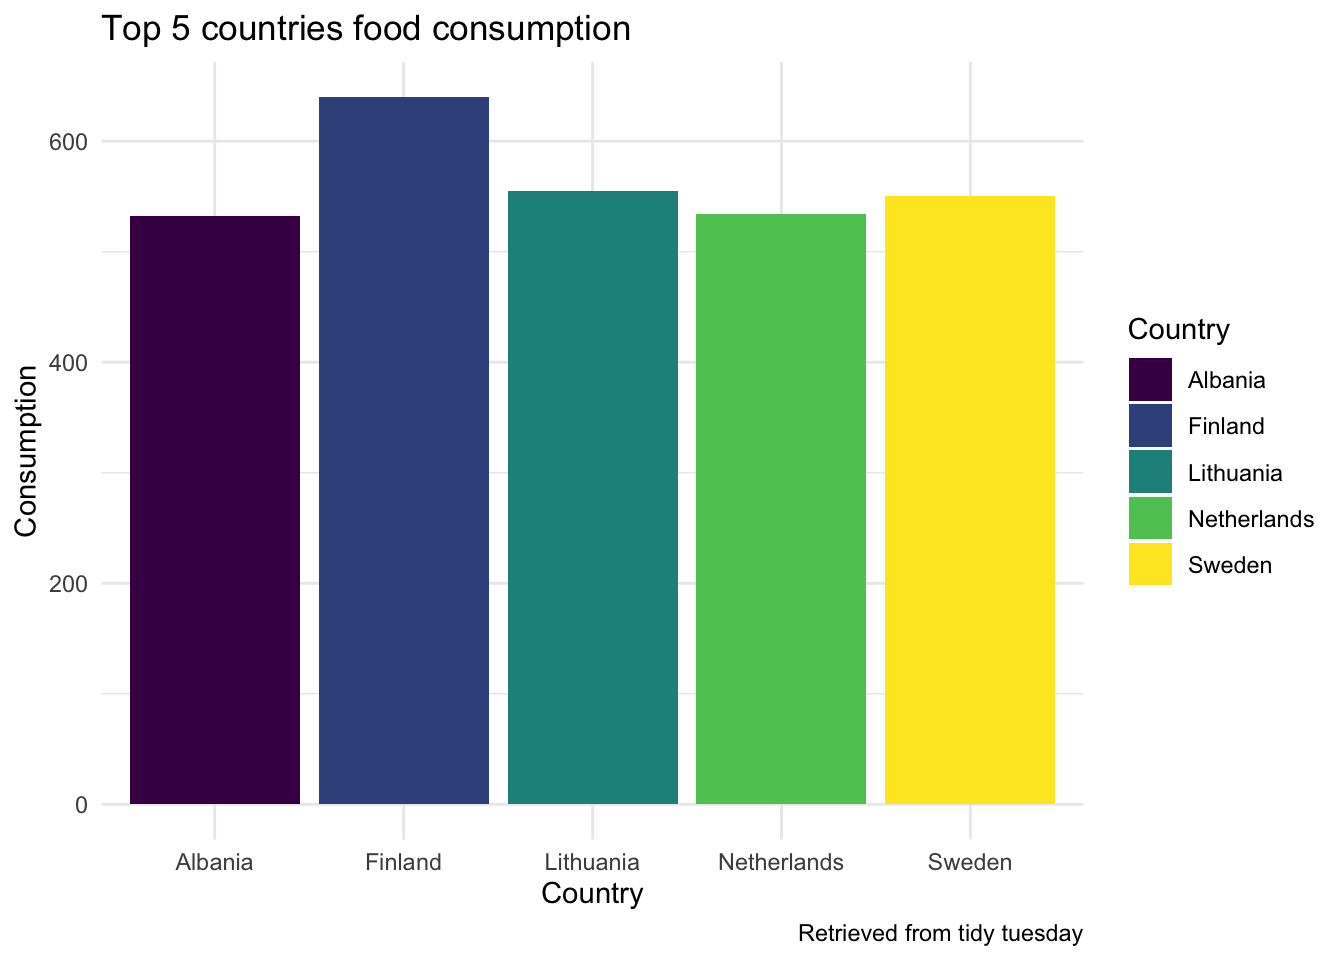 Top 5 countries food consumption
600
400
200
0
Consumption
Albania
Finland
Lithuania
Netherlands
Sweden
Country
Country
Albania
Finland
Lithuania
Netherlands
Sweden
Retrieved from tidy tuesday